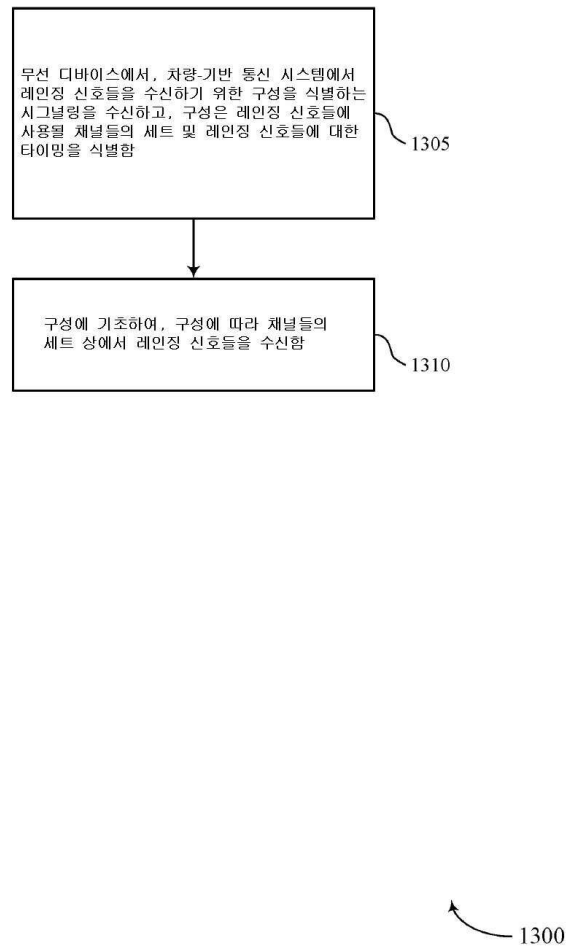 무선 디바이스에서, 차량-기반 통신 시스템에서
레인징 신호들을 수신하기 위한 구성을 식별하는
시그널링을 수신하고, 구성은 레인징 신호들에
사용될 채널들의 세트 및 레인징 신호들에 대한
타이밍을 식별함
1305
구성에 기초하여, 구성에 따라 채널들의
세트 상에서 레인징 신호들을 수신함
1310
1300